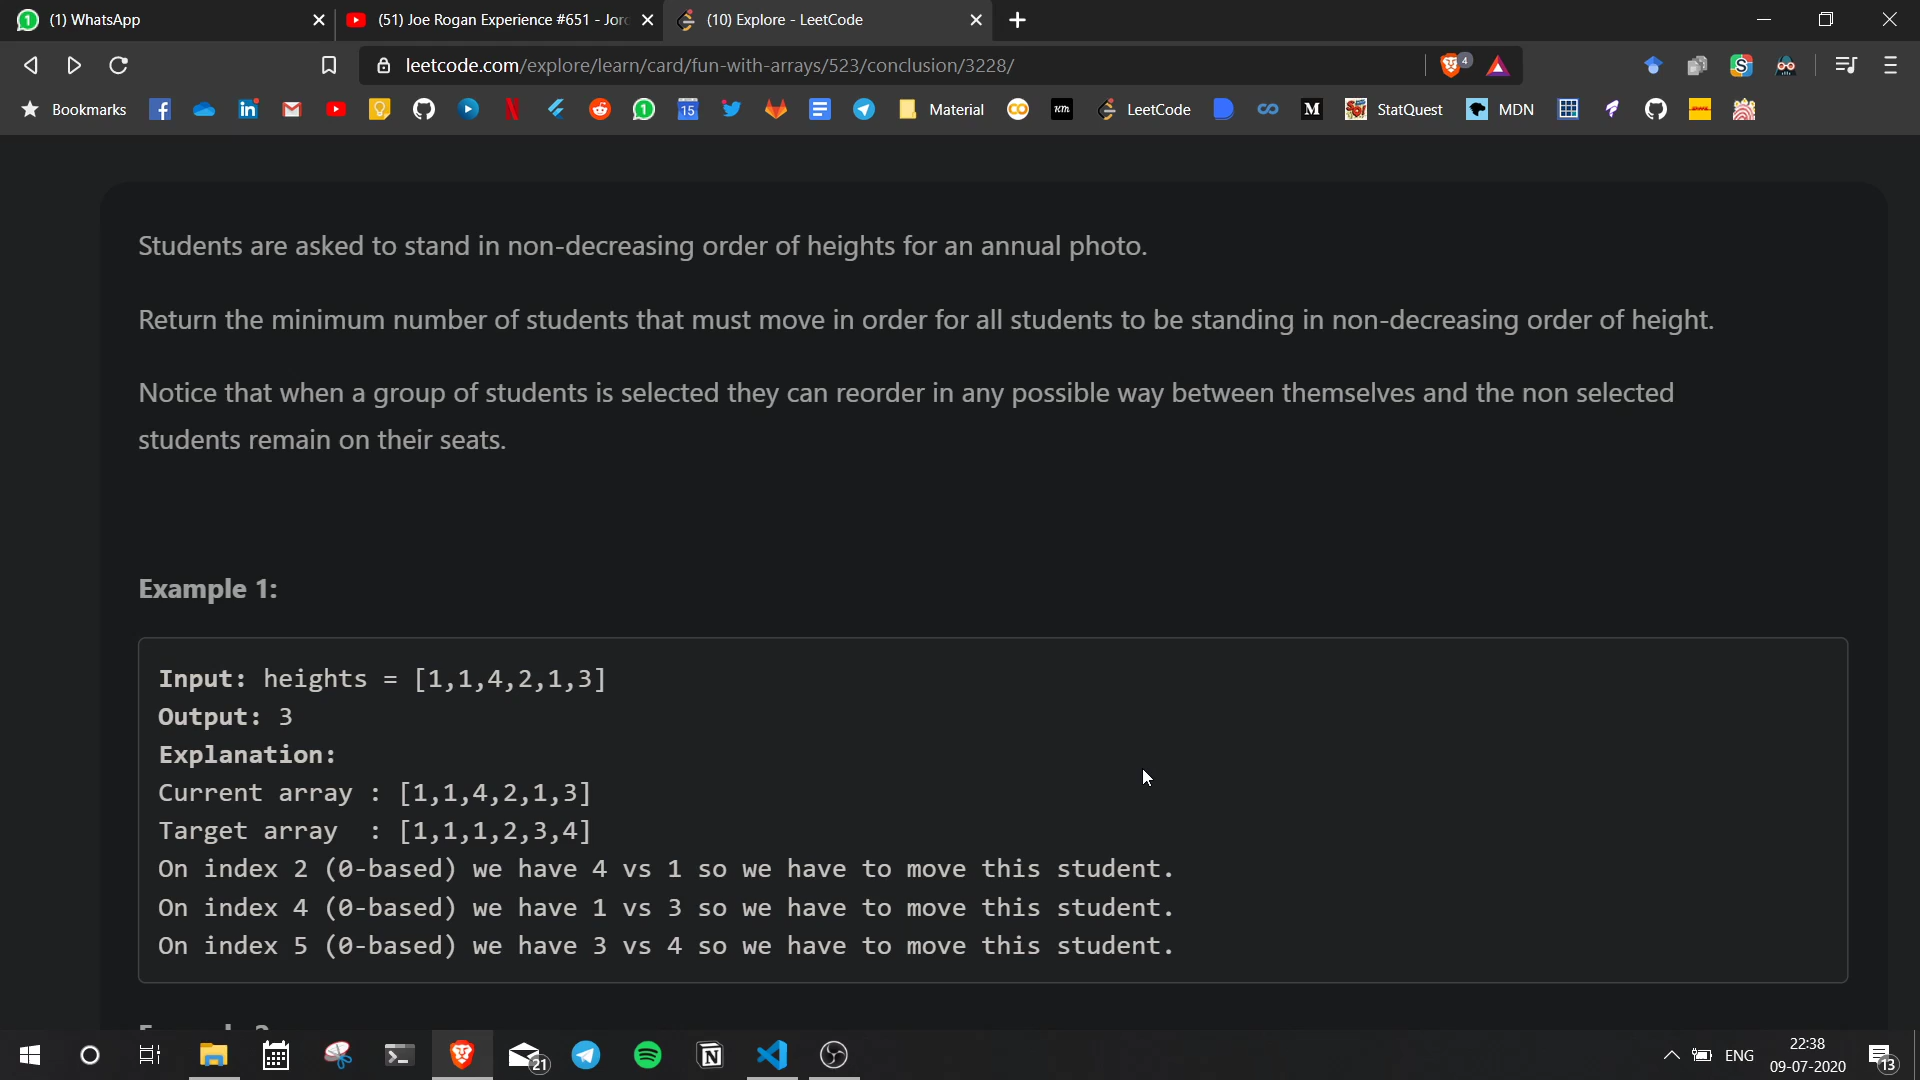 (1) WhatsApp
(51) Joe Rogan Experience #651 - Jor
(10) Explore - LeetCode
leetcode.com/explore/learn/card/fun-with-arrays/523/conclusion/3228/
4
Bookmarks
in
15
Material
km
LeetCode
M
StatQuest
MDN
Students are asked to stand in non-decreasing order of heights for an annual photo.
Return the minimum number of students that must move in order for all students to be standing in non-decreasing order of height.
Notice that when a group of students is selected they can reorder in any possible way between themselves and the non selected
students remain on their seats.
Example 1:
Input: heights = [1,1,4,2,1,3]
Output: 3
Explanation:
Current array : [1,1,4,2,1,3]
Target array  : [1,1,1,2,3,4]
On index 2 (0-based) we have 4 vs 1 so we have to move this student.
On index 4 (0-based) we have 1 vs 3 so we have to move this student.
On index 5 (0-based) we have 3 vs 4 so we have to move this student.
21
ENG
22:38
09-07-2020
13